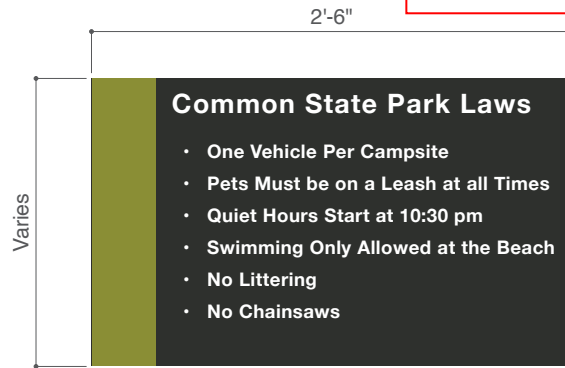 2'-6"
Varies
Common State Park Laws
• One Vehicle Per Campsite
• Pets Must be on a Leash at all Times
• Quiet Hours Start at 10:30 pm
• Swimming Only Allowed at the Beach
• No Littering
• No Chainsaws